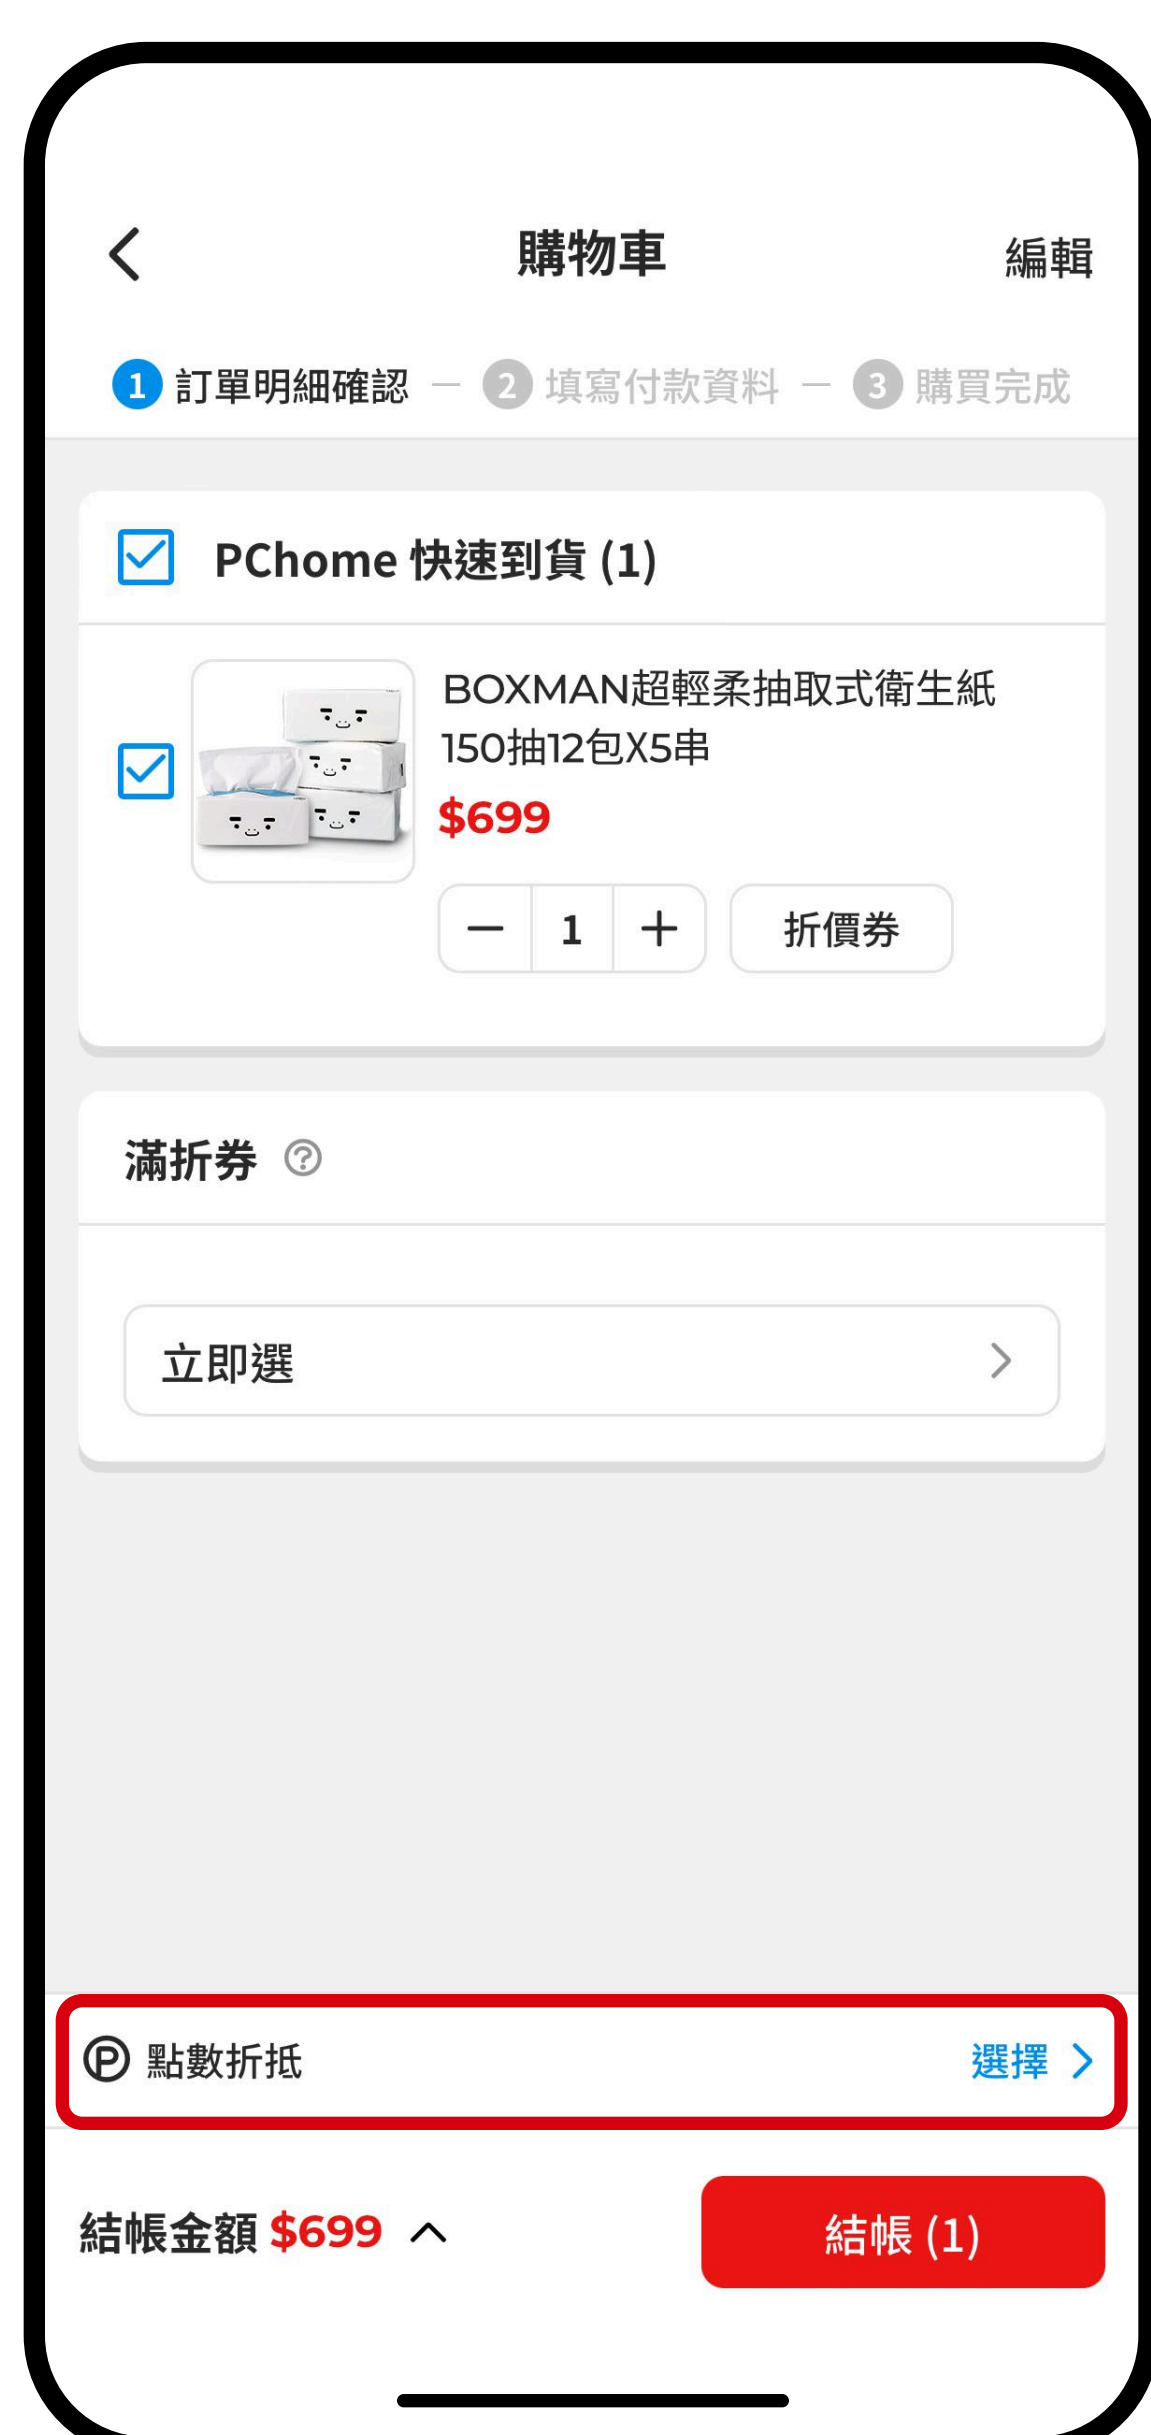 購物車
編輯
1 訂單明細確認 — 2 填寫付款資料 — 3 購買完成
PChome 快速到貨 (1)
BOXMAN超輕柔抽取式衛生紙
150抽12包X5串
$699
— 1 +
折價券
滿折券 ?
立即選
P 點數折抵
選擇
結帳金額 $699
結帳 (1)